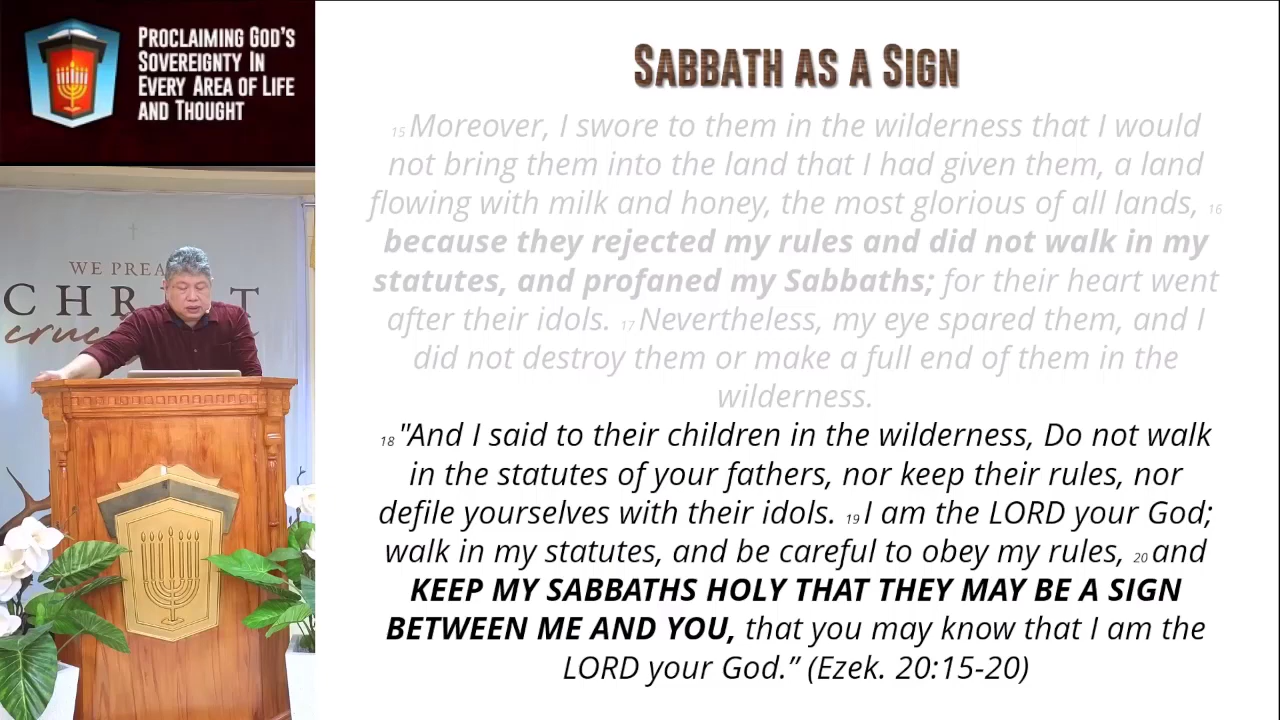 PROCLAIMING GOD'S
SOVEREIGNTY IN
EVERY AREA OF LIFE
AND THOUGHT
WE PREA
CHR T
cruc
SABBATH AS A SIGN
15 Moreover, I swore to them in the wilderness that I would
not bring them into the land that I had given them, a land
flowing with milk and honey, the most glorious of all lands, 16
because they rejected my rules and did not walk in my
statutes, and profaned my Sabbaths; for their heart went
after their idols. 17 Nevertheless, my eye spared them, and I
did not destroy them or make a full end of them in the
wilderness.
18 "And I said to their children in the wilderness, Do not walk
in the statutes of your fathers, nor keep their rules, nor
defile yourselves with their idols. 19 I am the LORD your God;
walk in my statutes, and be careful to obey my rules, 20 and
KEEP MY SABBATHS HOLY THAT THEY MAY BE A SIGN
BETWEEN ME AND YOU, that you may know that I am the
LORD your God.” (Ezek. 20:15-20)